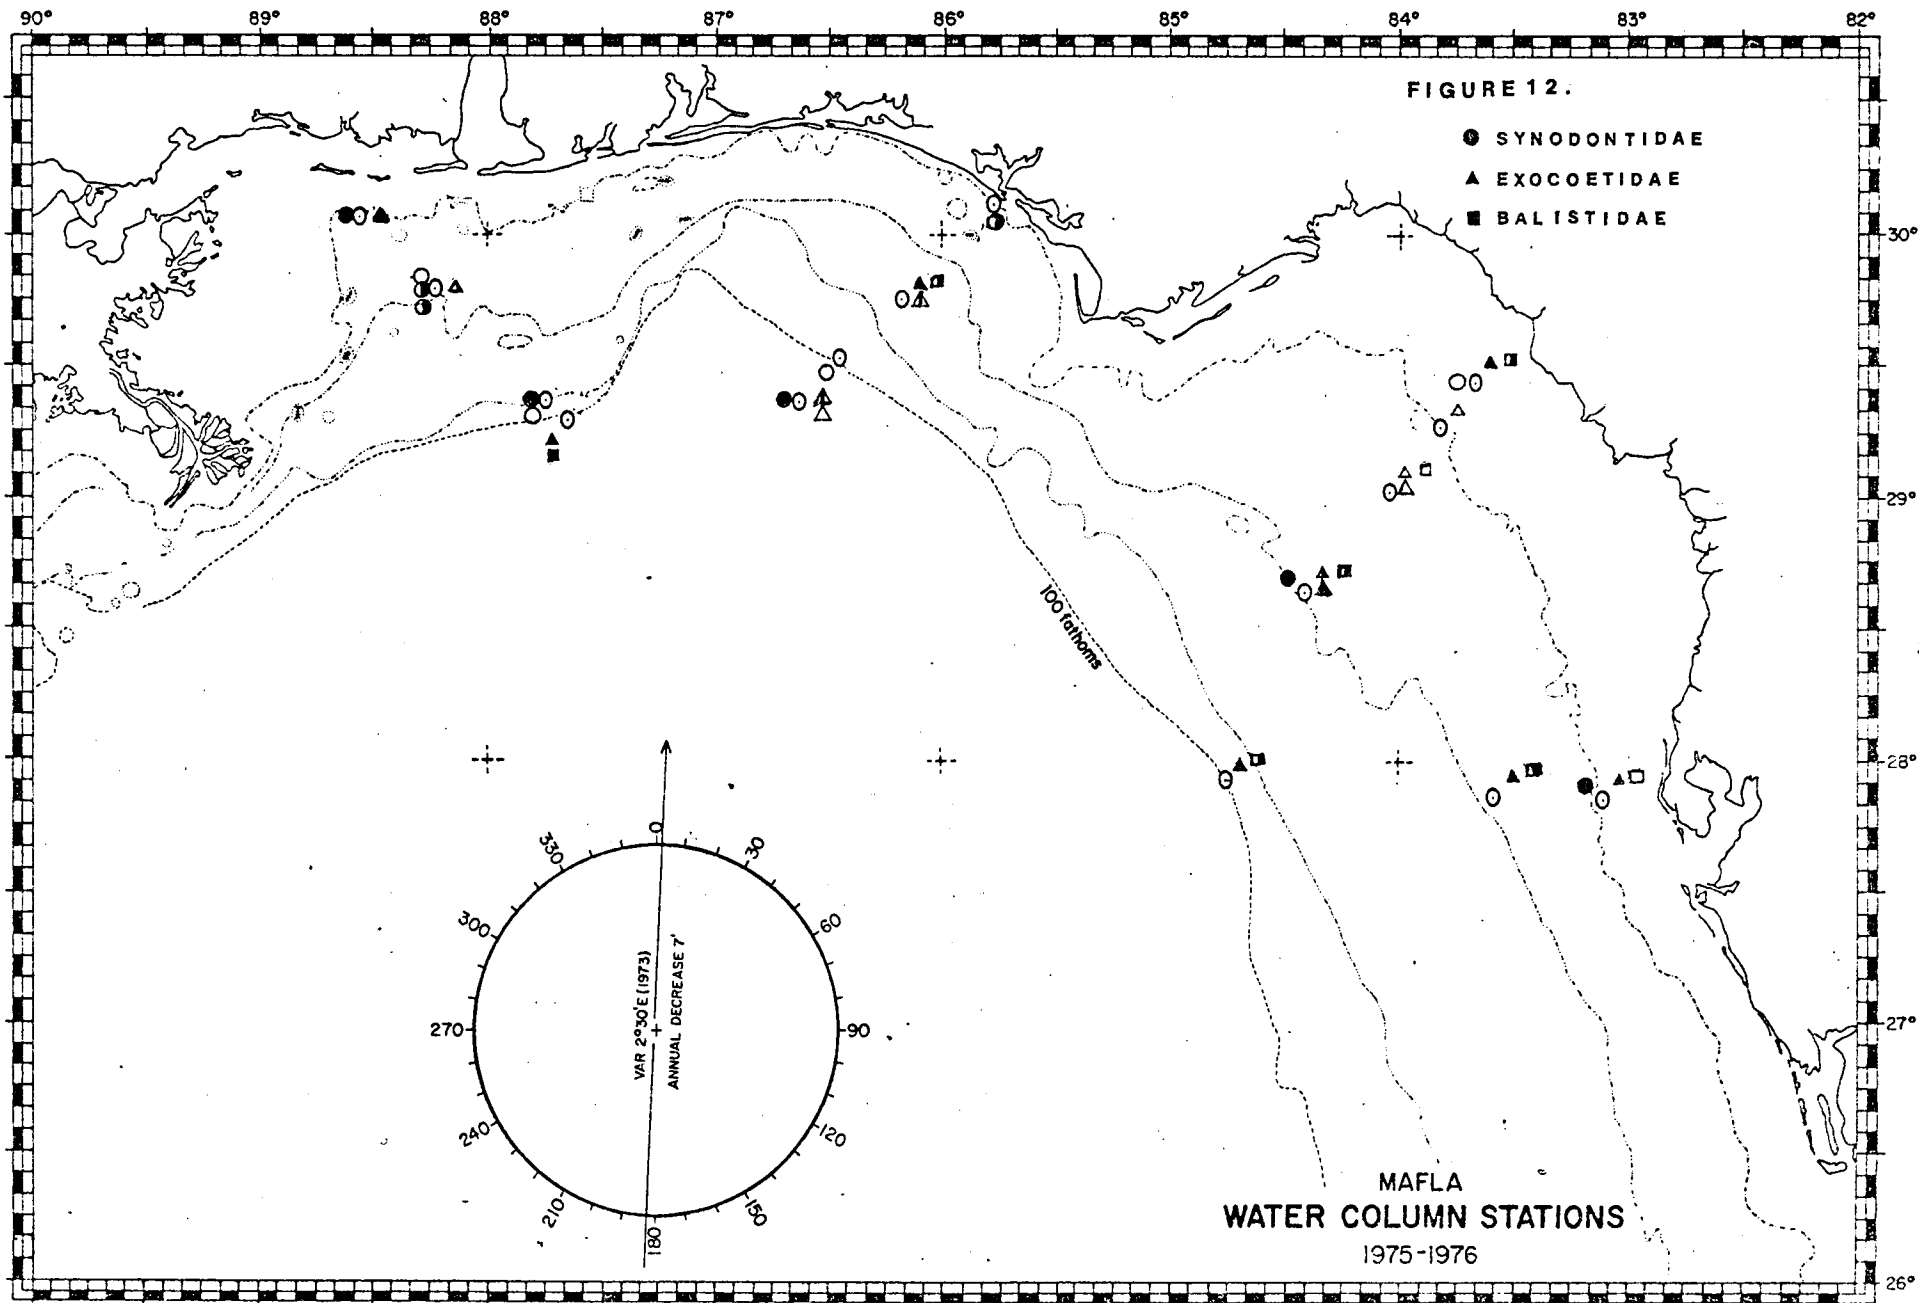 90° 89° 88° 87° 86° 85° 84° 83° 82°
FIGURE 12.
SYNODONTIDAE
EXOCOETIDAE
BALISTIDAE
30°
29°
100 fathoms
28°
0
330
30
300
60
VAR 2°30'E (1973)
ANNUAL DECREASE 7'
270
90
27°
240
120
210
150
180
MAFLA
WATER COLUMN STATIONS
1975-1976
26°